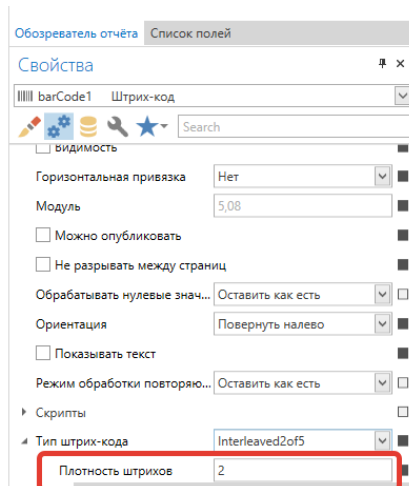 Обозреватель отчёта Список полей
Свойства
barCode1 Штрих-код
Search
Видимость
Горизонтальная привязка Нет
Модуль 5,08
Можно опубликовать
Не разрывать между страниц
Обрабатывать нулевые знач... Оставить как есть
Ориентация Повернуть налево
Показывать текст
Режим обработки повторяю... Оставить как есть
Скрипты
Тип штрих-кода Interleaved2of5
Плотность штрихов 2